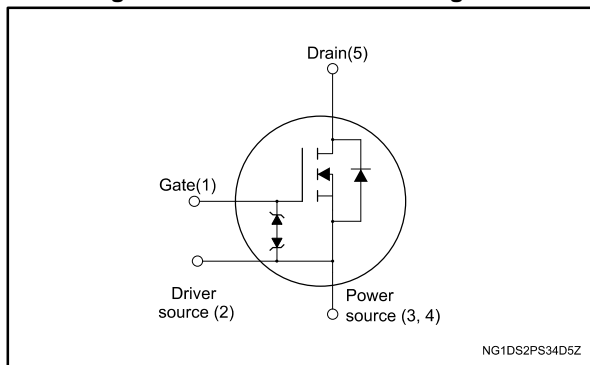 Drain(5)
Gate(1)
Driver
source (2)
Power
source (3, 4)
NG1DS2PS34D5Z